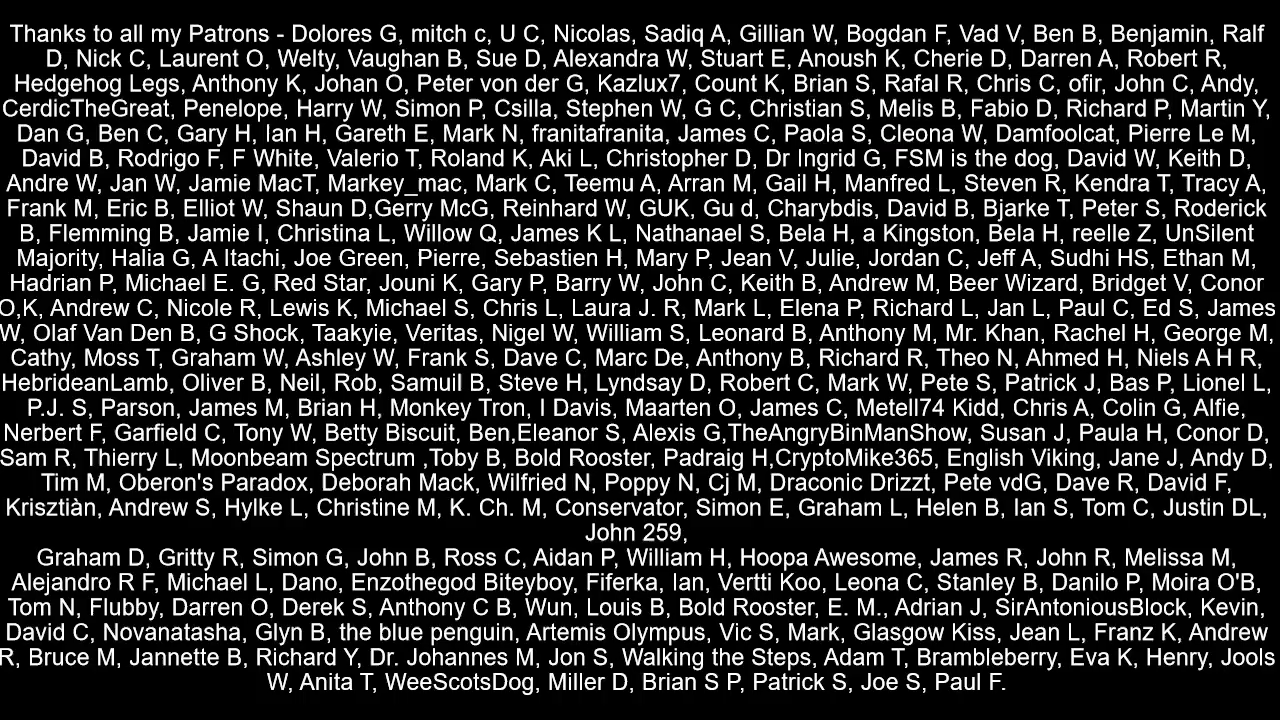 Thanks to all my Patrons - Dolores G, mitch c, U C, Nicolas, Sadiq A, Gillian W, Bogdan F, Vad V, Ben B, Benjamin, Ralf
D, Nick C, Laurent O, Welty, Vaughan B, Sue D, Alexandra W, Stuart E, Anoush K, Cherie D, Darren A, Robert R,
Hedgehog Legs, Anthony K, Johan O, Peter von der G, Kazlux7, Count K, Brian S, Rafal R, Chris C, ofir, John C, Andy,
CerdicTheGreat, Penelope, Harry W, Simon P, Csilla, Stephen W, G C, Christian S, Melis B, Fabio D, Richard P, Martin Y,
Dan G, Ben C, Gary H, Ian H, Gareth E, Mark N, franitafranita, James C, Paola S, Cleona W, Damfoolcat, Pierre Le M,
David B, Rodrigo F, F White, Valerio T, Roland K, Aki L, Christopher D, Dr Ingrid G, FSM is the dog, David W, Keith D,
Andre W, Jan W, Jamie MacT, Markey_mac, Mark C, Teemu A, Arran M, Gail H, Manfred L, Steven R, Kendra T, Tracy A,
Frank M, Eric B, Elliot W, Shaun D,Gerry McG, Reinhard W, GUK, Gu d, Charybdis, David B, Bjarke T, Peter S, Roderick
B, Flemming B, Jamie I, Christina L, Willow Q, James K L, Nathanael S, Bela H, a Kingston, Bela H, reelle Z, UnSilent
Majority, Halia G, A Itachi, Joe Green, Pierre, Sebastien H, Mary P, Jean V, Julie, Jordan C, Jeff A, Sudhi HS, Ethan M,
Hadrian P, Michael E. G, Red Star, Jouni K, Gary P, Barry W, John C, Keith B, Andrew M, Beer Wizard, Bridget V, Conor
O,K, Andrew C, Nicole R, Lewis K, Michael S, Chris L, Laura J. R, Mark L, Elena P, Richard L, Jan L, Paul C, Ed S, James
W, Olaf Van Den B, G Shock, Taakyie, Veritas, Nigel W, William S, Leonard B, Anthony M, Mr. Khan, Rachel H, George M,
Cathy, Moss T, Graham W, Ashley W, Frank S, Dave C, Marc De, Anthony B, Richard R, Theo N, Ahmed H, Niels A H R,
HebrideanLamb, Oliver B, Neil, Rob, Samuil B, Steve H, Lyndsay D, Robert C, Mark W, Pete S, Patrick J, Bas P, Lionel L,
P.J. S, Parson, James M, Brian H, Monkey Tron, I Davis, Maarten O, James C, Metell74 Kidd, Chris A, Colin G, Alfie,
Nerbert F, Garfield C, Tony W, Betty Biscuit, Ben,Eleanor S, Alexis G,TheAngryBinManShow, Susan J, Paula H, Conor D,
Sam R, Thierry L, Moonbeam Spectrum ,Toby B, Bold Rooster, Padraig H,CryptoMike365, English Viking, Jane J, Andy D,
Tim M, Oberon's Paradox, Deborah Mack, Wilfried N, Poppy N, Cj M, Draconic Drizzt, Pete vdG, Dave R, David F,
Krisztiàn, Andrew S, Hylke L, Christine M, K. Ch. M, Conservator, Simon E, Graham L, Helen B, Ian S, Tom C, Justin DL,
John 259,
Graham D, Gritty R, Simon G, John B, Ross C, Aidan P, William H, Hoopa Awesome, James R, John R, Melissa M,
Alejandro R F, Michael L, Dano, Enzothegod Biteyboy, Fiferka, Ian, Vertti Koo, Leona C, Stanley B, Danilo P, Moira O'B,
Tom N, Flubby, Darren O, Derek S, Anthony C B, Wun, Louis B, Bold Rooster, E. M., Adrian J, SirAntoniousBlock, Kevin,
David C, Novanatasha, Glyn B, the blue penguin, Artemis Olympus, Vic S, Mark, Glasgow Kiss, Jean L, Franz K, Andrew
R, Bruce M, Jannette B, Richard Y, Dr. Johannes M, Jon S, Walking the Steps, Adam T, Brambleberry, Eva K, Henry, Jools
W, Anita T, WeeScotsDog, Miller D, Brian S P, Patrick S, Joe S, Paul F.